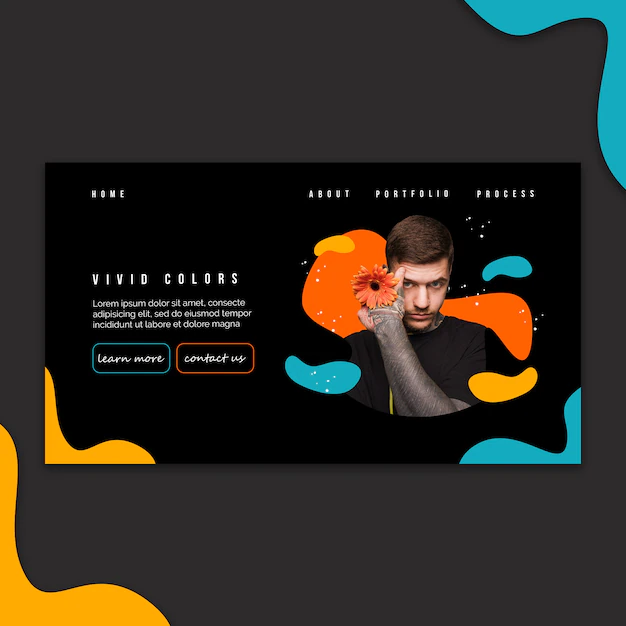 HOME ABOUT PORTFOLIO PROCESS
VIVID COLORS
Lorem ipsum dolor sit amet, consecte
adipiscing elit, sed do eiusmod tempor
incididunt ut labore et dolore magna
learn more contact us